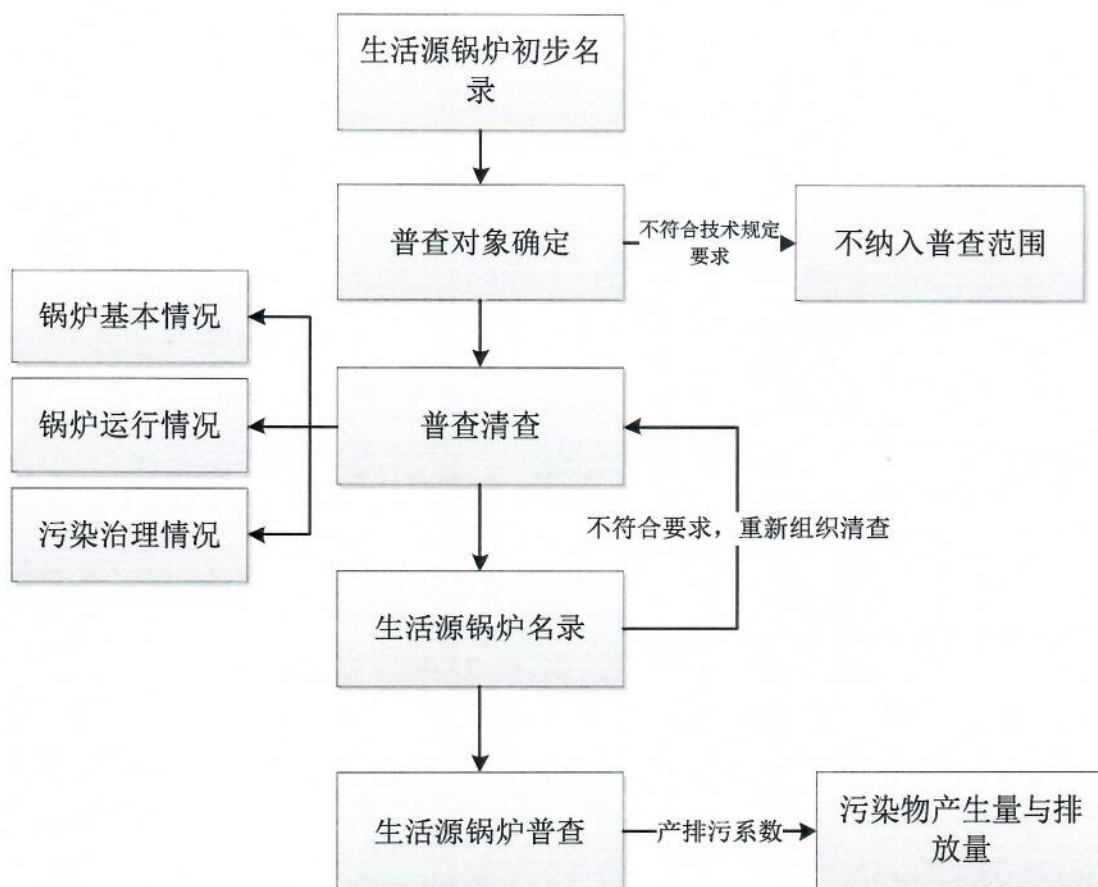 生活源锅炉初步名
录
普查对象确定
不符合技术规定
要求
不纳入普查范围
锅炉基本情况
锅炉运行情况
普查清查
污染治理情况
不符合要求，重新组织清查
生活源锅炉名录
生活源锅炉普查
产排污系数
污染物产生量与排
放量